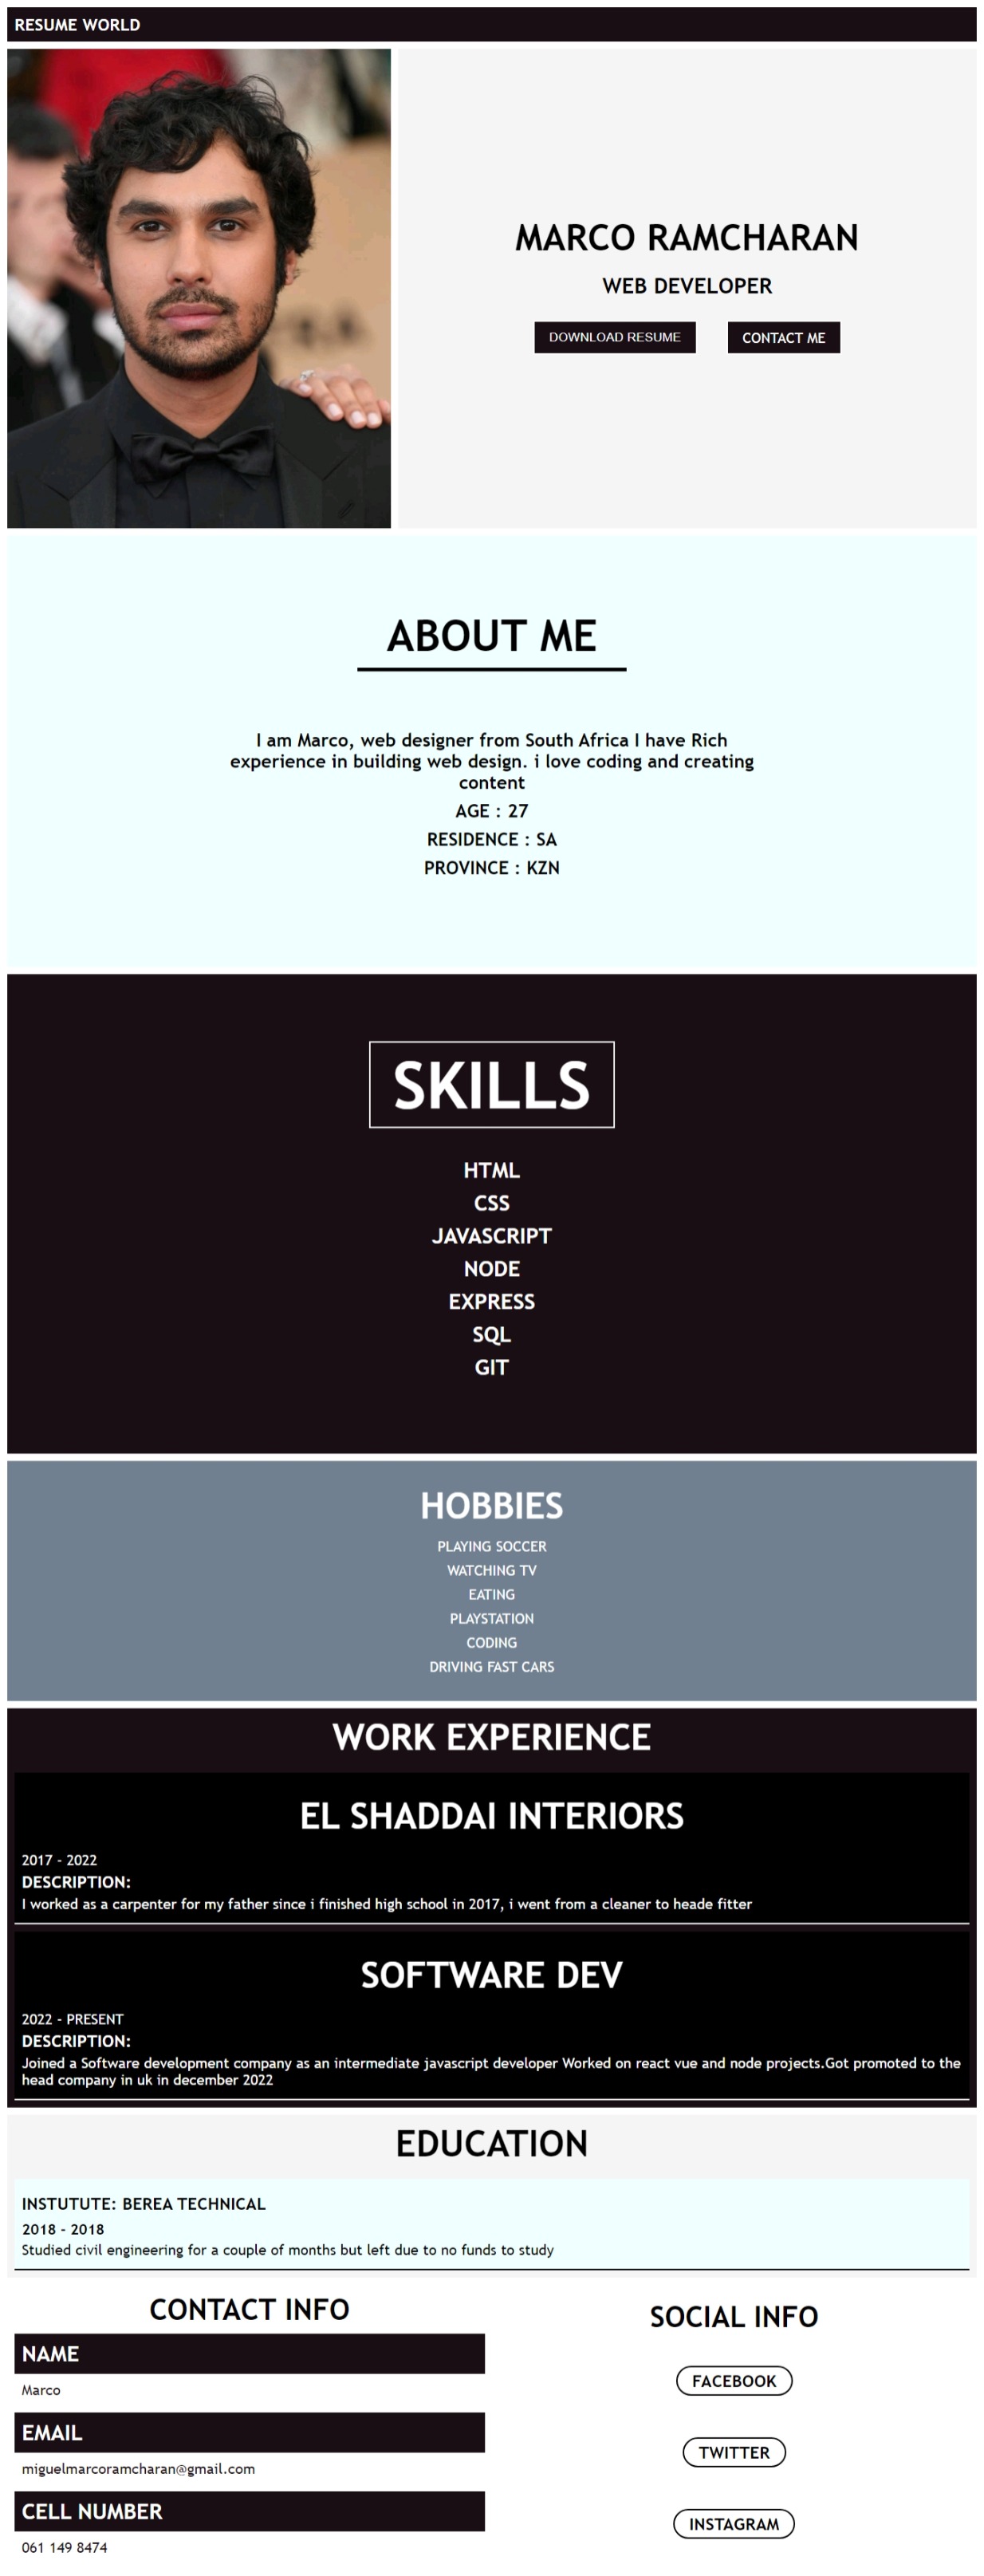 RESUME WORLD
MARCO RAMCHARAN
WEB DEVELOPER
DOWNLOAD RESUME
CONTACT ME
ABOUT ME
I am Marco, web designer from South Africa I have Rich
experience in building web design. i love coding and creating
content
AGE : 27
RESIDENCE : SA
PROVINCE : KZN
SKILLS
HTML
CSS
JAVASCRIPT
NODE
EXPRESS
SQL
GIT
HOBBIES
PLAYING SOCCER
WATCHING TV
EATING
PLAYSTATION
CODING
DRIVING FAST CARS
WORK EXPERIENCE
EL SHADDAI INTERIORS
2017 - 2022
DESCRIPTION:
I worked as a carpenter for my father since i finished high school in 2017, i went from a cleaner to heade fitter
SOFTWARE DEV
2022 - PRESENT
DESCRIPTION:
Joined a Software development company as an intermediate javascript developer Worked on react vue and node projects.Got promoted to the
head company in uk in december 2022
EDUCATION
INSTUTUTE: BEREA TECHNICAL
2018 - 2018
Studied civil engineering for a couple of months but left due to no funds to study
CONTACT INFO
NAME
Marco
EMAIL
miguelmarcoramcharan@gmail.com
CELL NUMBER
061 149 8474
SOCIAL INFO
FACEBOOK
TWITTER
INSTAGRAM